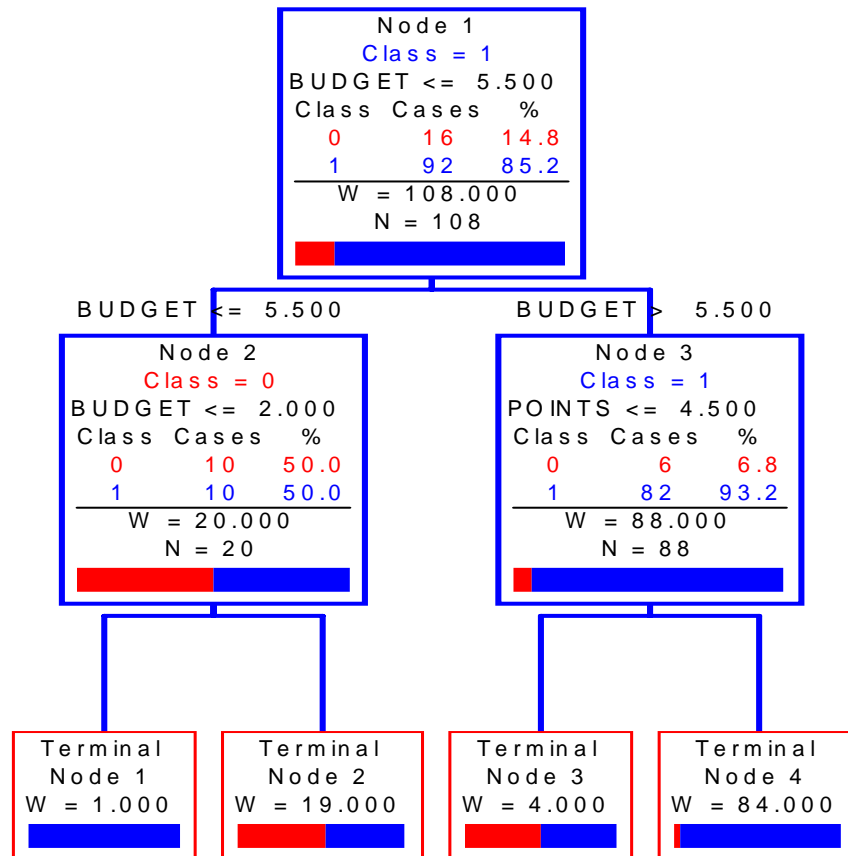 Node 1
Class = 1
BUDGET <= 5.500
Class Cases %
0 16 14.8
1 92 85.2
W = 108.000
N = 108
BUDGET <= 5.500
BUDGET > 5.500
Node 2
Class = 0
BUDGET <= 2.000
Class Cases %
0 10 50.0
1 10 50.0
W = 20.000
N = 20
Node 3
Class = 1
POINTS <= 4.500
Class Cases %
0 6 6.8
1 82 93.2
W = 88.000
N = 88
Terminal
Node 1
W = 1.000
Terminal
Node 2
W = 19.000
Terminal
Node 3
W = 4.000
Terminal
Node 4
W = 84.000